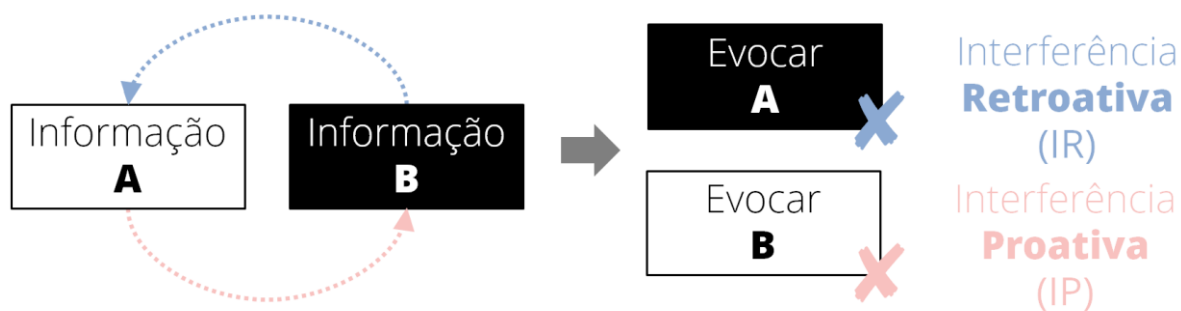 Informação
A
Informação
B
Evocar
A
Interferência
Retroativa
(IR)
Evocar
B
Interferência
Proativa
(IP)